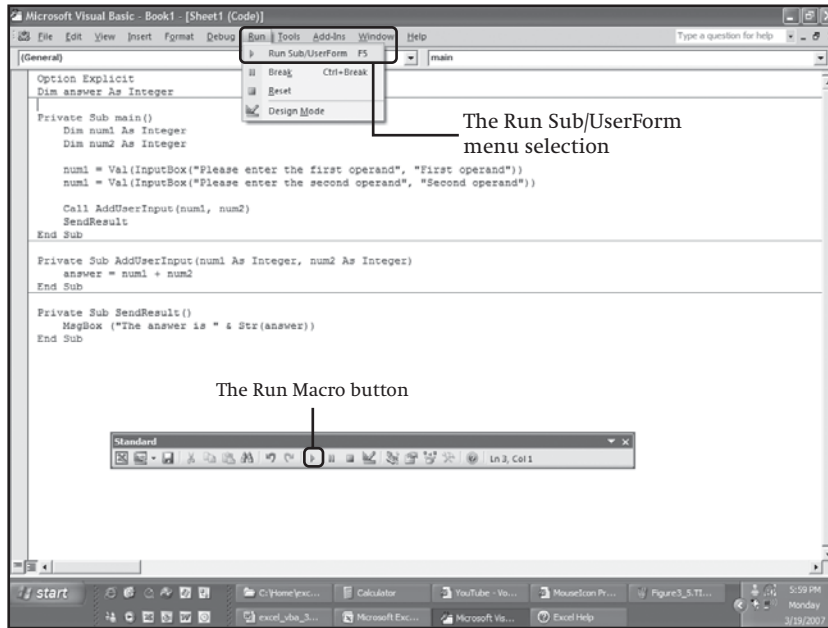 Microsoft Visual Basic - Book1 - [Sheet1 (Code)]
File Edit View Insert Format Debug Run Tools Add-Ins Window Help
Type a question for help
(General)
main
Run Sub/UserForm F5
Break Ctrl+Break
Reset
Design Mode
The Run Sub/UserForm
menu selection
Option Explicit
Dim answer As Integer
Private Sub main()
Dim num1 As Integer
Dim num2 As Integer
num1 = Val(InputBox("Please enter the first operand", "First operand"))
num1 = Val(InputBox("Please enter the second operand", "Second operand"))
Call AddUserInput(num1, num2)
SendResult
End Sub
Private Sub AddUserInput(num1 As Integer, num2 As Integer)
answer = num1 + num2
End Sub
Private Sub SendResult()
MsgBox ("The answer is " & Str(answer))
End Sub
The Run Macro button
Standard
Ln 3, Col 1
start
C:\Home\exc...
Calculator
YouTube - Vo...
MouseIcon Pr...
Figure3_5.TI...
5:59 PM
excel_vba_3...
Microsoft Exc...
Microsoft Vis...
Excel Help
Monday
3/19/2007